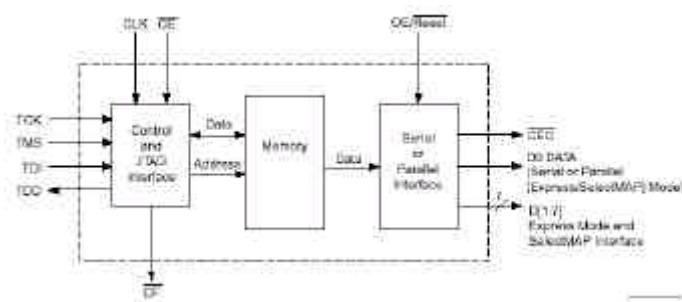 CLK CE OE/Reset
TCK
TMS
TDI
TDO
Control
and
JTAG
Interface
Data
Address
Memory
Data
Serial
or
Parallel
Interface
CEO
D0 DATA
(Serial or Parallel
[Express/SelectMAP] Mode)
7
D[1:7]
Express Mode and
SelectMAP Interface
CF